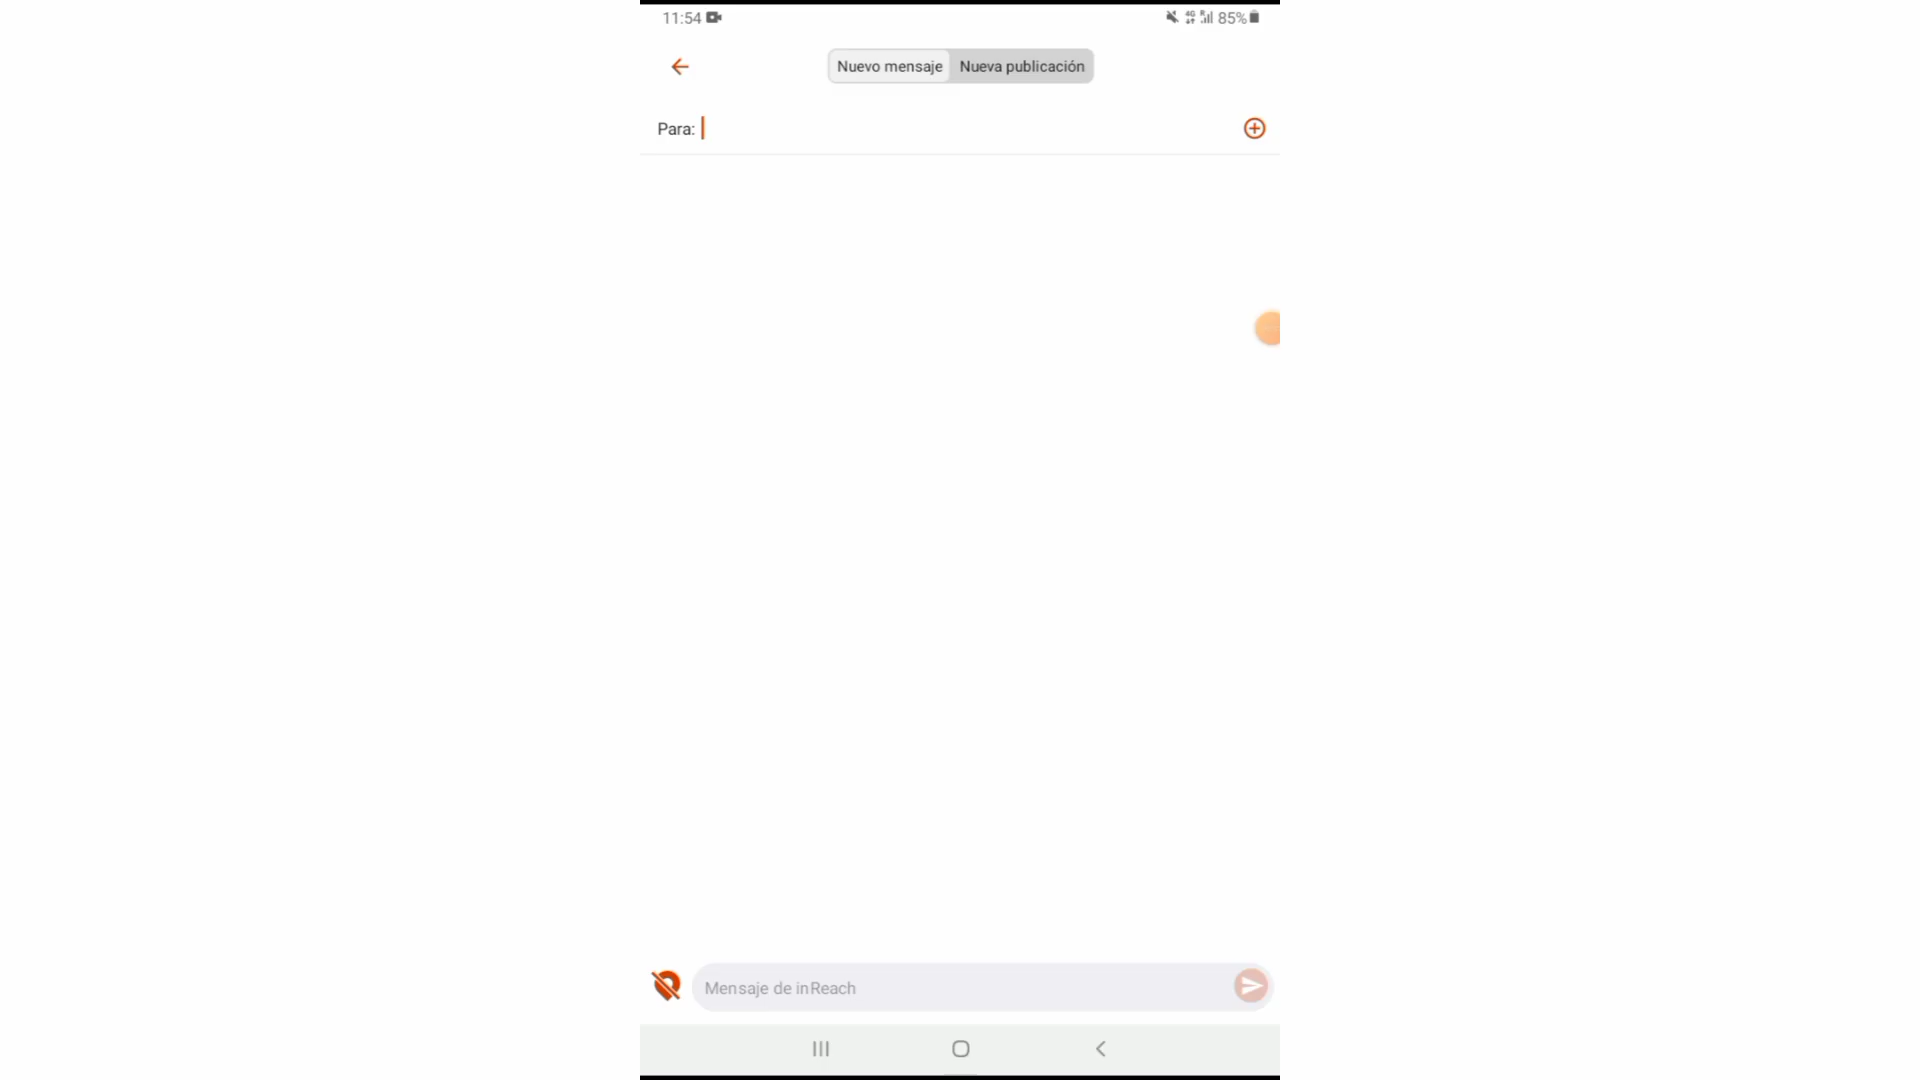 11:54 85%
Nuevo mensaje Nueva publicación
Para:
Mensaje de inReach